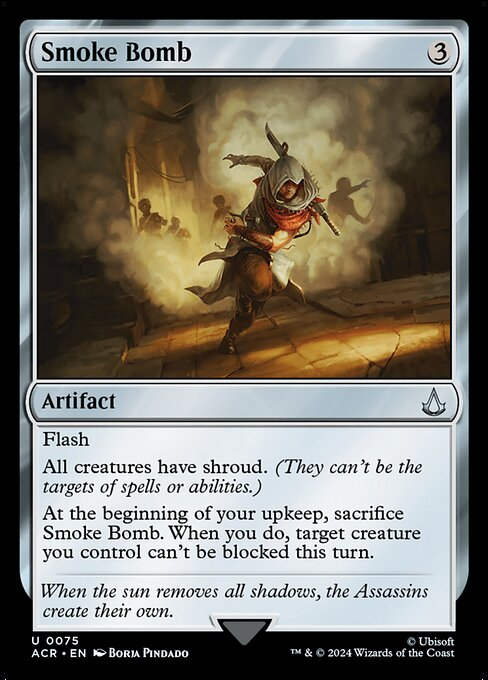 Smoke Bomb 3
Artifact
Flash
All creatures have shroud. (They can't be the
targets of spells or abilities.)
At the beginning of your upkeep, sacrifice
Smoke Bomb. When you do, target creature
you control can't be blocked this turn.
When the sun removes all shadows, the Assassins
create their own.
U 0075
ACR • EN Borja Pindado
© Ubisoft
™ & © 2024 Wizards of the Coast